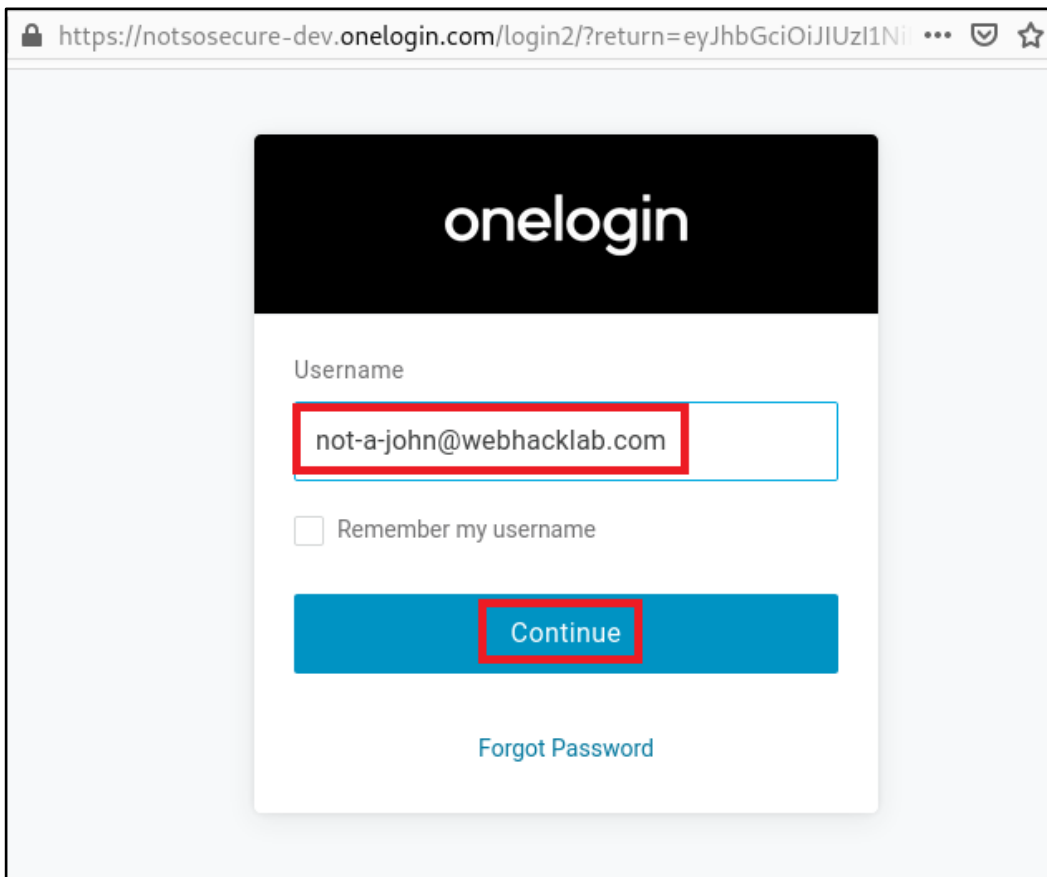 https://notsosecure-dev.onelogin.com/login2/?return=eyJhbGciOiJIUzI1Ni
onelogin
Username
not-a-john@webhacklab.com
Remember my username
Continue
Forgot Password